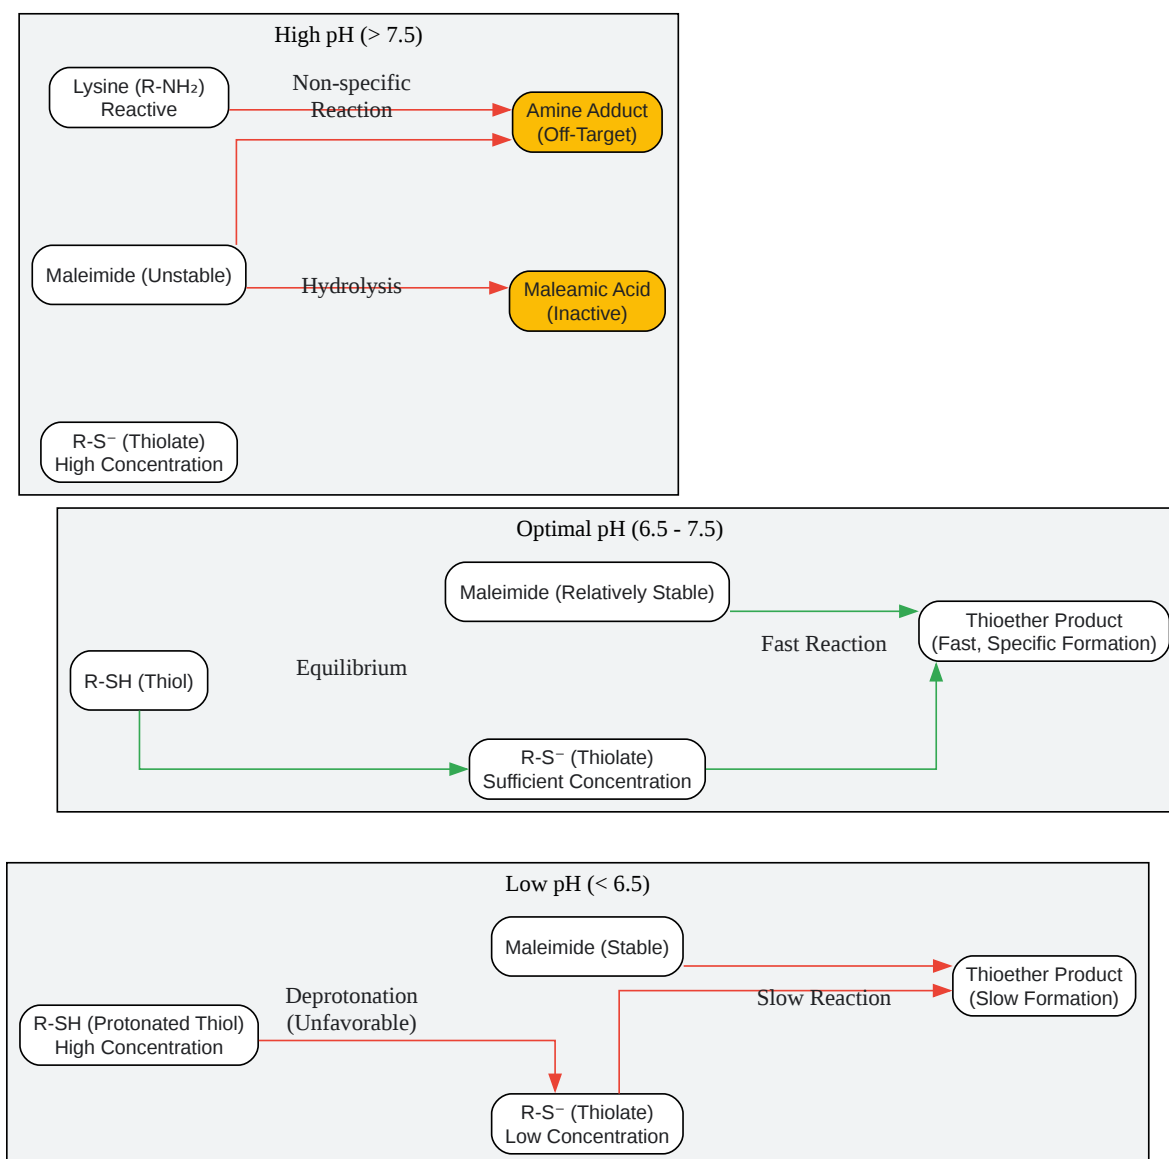 High pH (> 7.5)
Lysine (R-NH₂)
Reactive
Non-specific
Reaction
Amine Adduct
(Off-Target)
Maleimide (Unstable)
Hydrolysis
Maleamic Acid
(Inactive)
R-S⁻ (Thiolate)
High Concentration
Optimal pH (6.5 - 7.5)
Maleimide (Relatively Stable)
Fast Reaction
Thioether Product
(Fast, Specific Formation)
R-SH (Thiol)
Equilibrium
R-S⁻ (Thiolate)
Sufficient Concentration
Low pH (< 6.5)
Maleimide (Stable)
Slow Reaction
Thioether Product
(Slow Formation)
R-SH (Protonated Thiol)
High Concentration
Deprotonation
(Unfavorable)
R-S⁻ (Thiolate)
Low Concentration